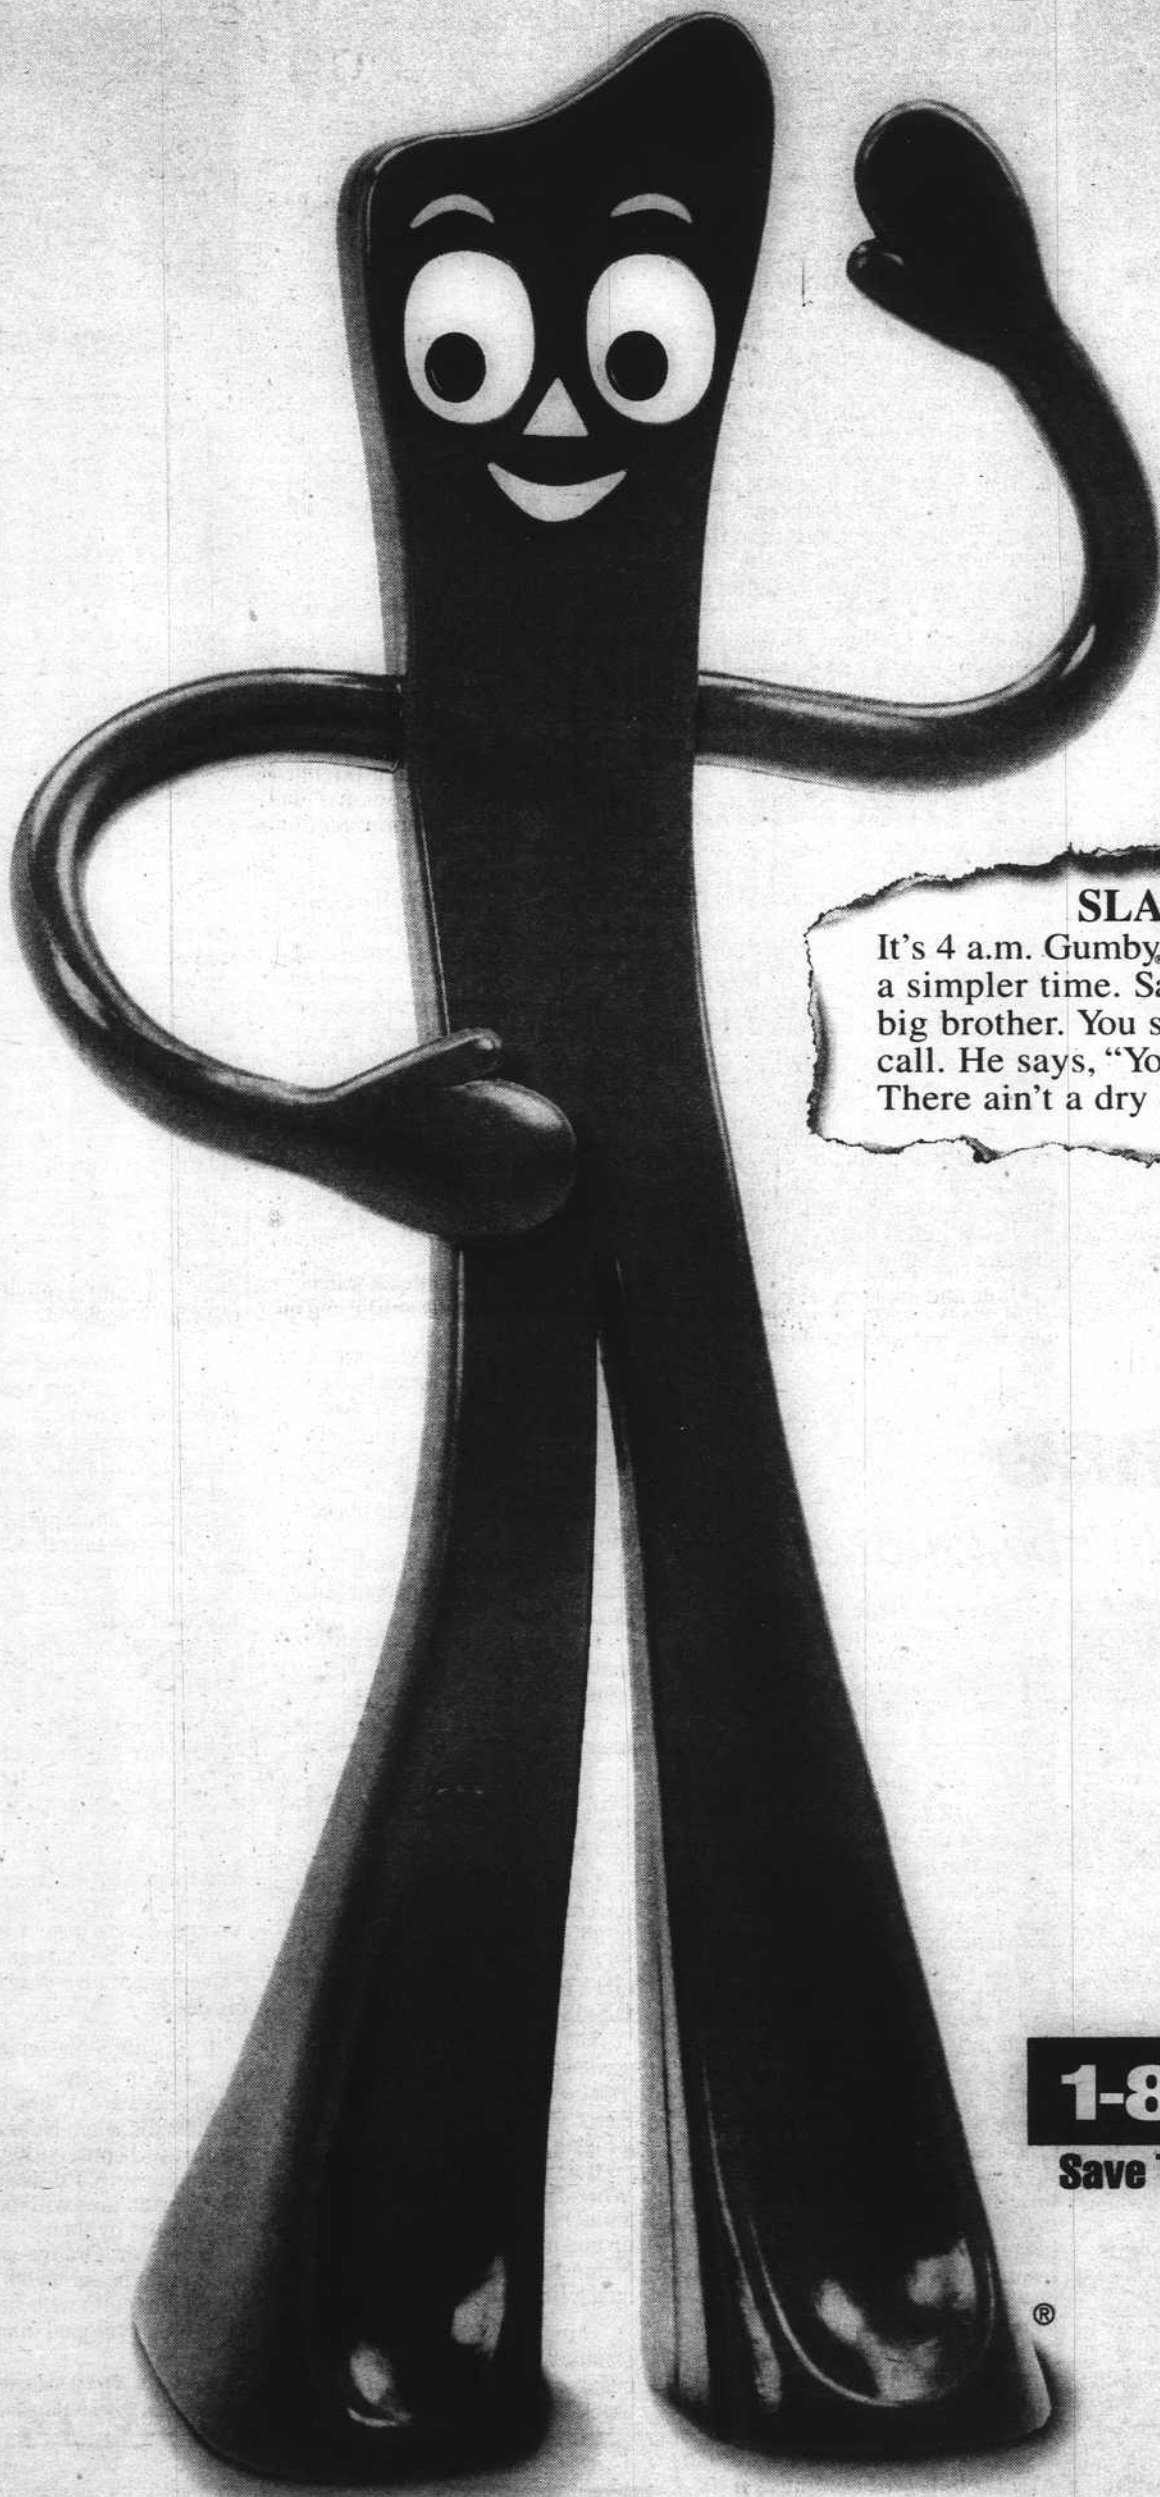 SLA
It's 4 a.m. Gumby®
a simpler time. Sa
big brother. You s
call. He says, “Yo
There ain't a dry
1-8
Save
®